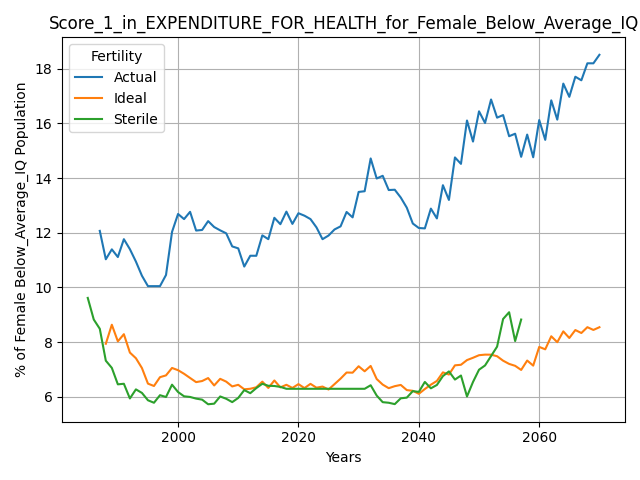 Score_1_in_EXPENDITURE_FOR_HEALTH_for_Female_Below_Average_IQ
Fertility
Actual
Ideal
Sterile
% of Female Below_Average_IQ Population
18
16
14
12
10
8
6
2000
2020
2040
2060
Years